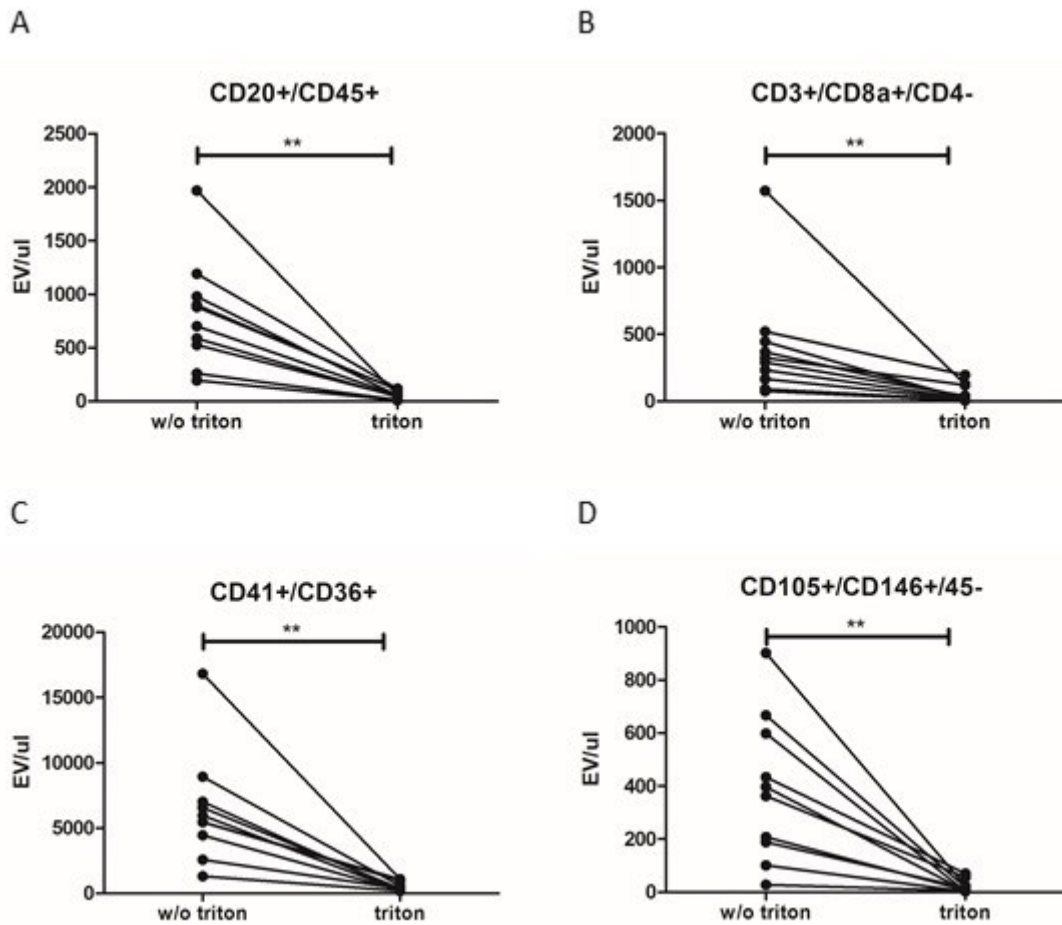 A
CD20+/CD45+
**
2500
2000
1500
1000
500
0
EV/ul
w/o triton
triton
B
CD3+/CD8a+/CD4-
**
2000
1500
1000
500
0
EV/ul
w/o triton
triton
C
CD41+/CD36+
**
20000
15000
10000
5000
0
EV/ul
w/o triton
triton
D
CD105+/CD146+/45-
**
1000
800
600
400
200
0
EV/ul
w/o triton
triton